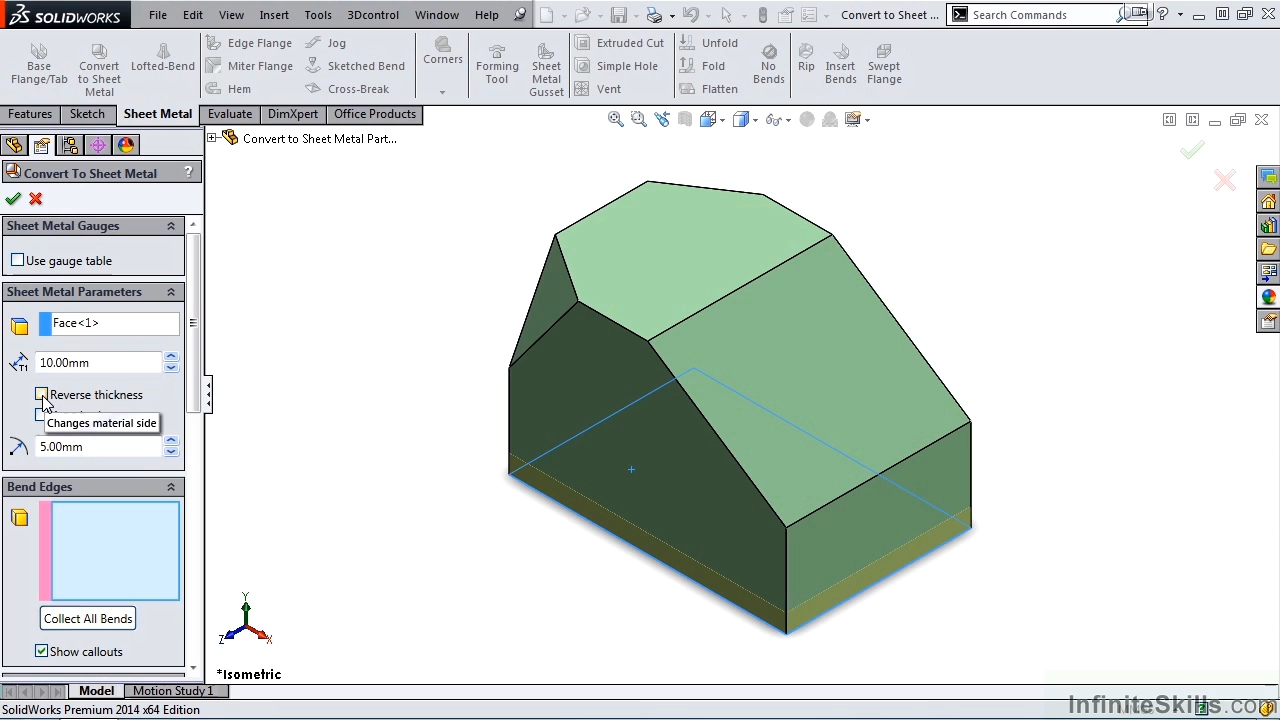 SOLIDWORKS File Edit View Insert Tools 3Dcontrol Window Help Convert to Sheet ... Search Commands ?
Base Flange/Tab
Convert to Sheet Metal
Lofted-Bend
Edge Flange
Miter Flange
Hem
Jog
Sketched Bend
Cross-Break
Corners
Forming Tool
Sheet Metal Gusset
Extruded Cut
Simple Hole
Vent
Unfold
Fold
Flatten
No Bends
Rip
Insert Bends
Swept Flange
Features Sketch Sheet Metal Evaluate DimXpert Office Products
Convert to Sheet Metal Part...
Convert To Sheet Metal ?
Sheet Metal Gauges
Use gauge table
Sheet Metal Parameters
Face<1>
T1 10.00mm
Reverse thickness
Changes material side
5.00mm
Bend Edges
Collect All Bends
Show callouts
Y
Z X
*Isometric
Model Motion Study 1
SolidWorks Premium 2014 x64 Edition
InfiniteSkills.com